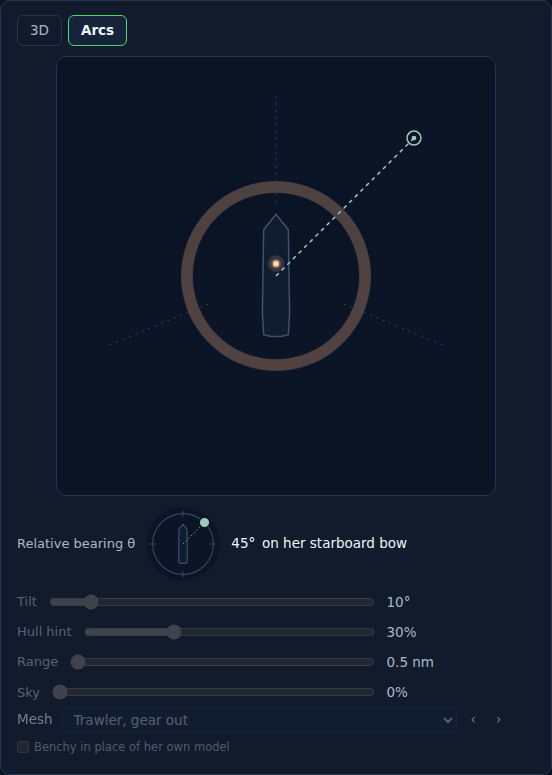 3D Arcs
Relative bearing θ 45° on her starboard bow
Tilt 10°
Hull hint 30%
Range 0.5 nm
Sky 0%
Mesh Trawler, gear out ‹ ›
Benchy in place of her own model